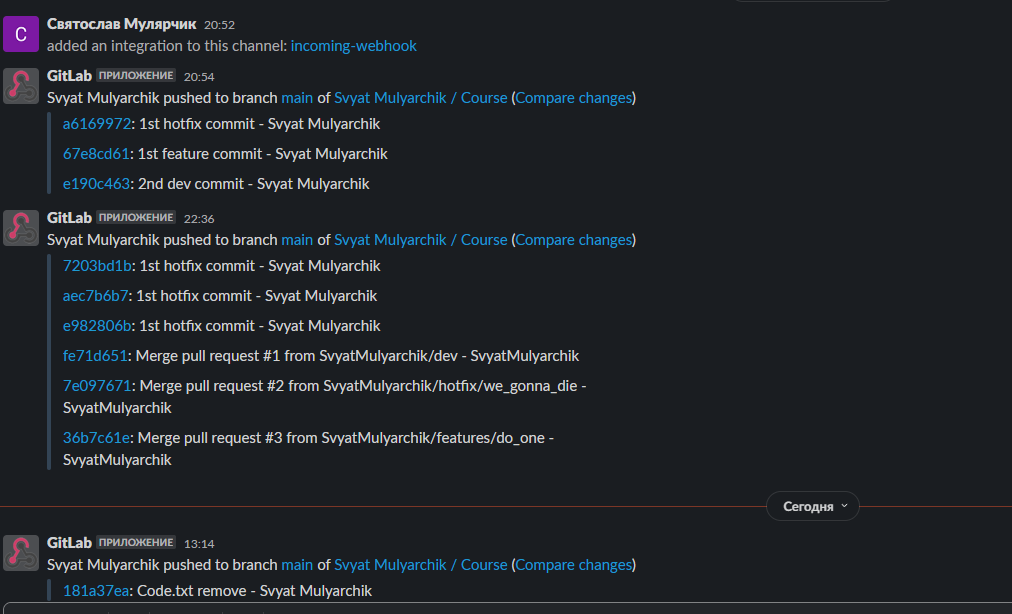 C
Святослав Мулярчик 20:52
added an integration to this channel: incoming-webhook
GitLab ПРИЛОЖЕНИЕ 20:54
Svyat Mulyarchik pushed to branch main of Svyat Mulyarchik / Course (Compare changes)
a6169972: 1st hotfix commit - Svyat Mulyarchik
67e8cd61: 1st feature commit - Svyat Mulyarchik
e190c463: 2nd dev commit - Svyat Mulyarchik
GitLab ПРИЛОЖЕНИЕ 22:36
Svyat Mulyarchik pushed to branch main of Svyat Mulyarchik / Course (Compare changes)
7203bd1b: 1st hotfix commit - Svyat Mulyarchik
aec7b6b7: 1st hotfix commit - Svyat Mulyarchik
e982806b: 1st hotfix commit - Svyat Mulyarchik
fe71d651: Merge pull request #1 from SvyatMulyarchik/dev - SvyatMulyarchik
7e097671: Merge pull request #2 from SvyatMulyarchik/hotfix/we_gonna_die -
SvyatMulyarchik
36b7c61e: Merge pull request #3 from SvyatMulyarchik/features/do_one -
SvyatMulyarchik
Сегодня
GitLab ПРИЛОЖЕНИЕ 13:14
Svyat Mulyarchik pushed to branch main of Svyat Mulyarchik / Course (Compare changes)
181a37ea: Code.txt remove - Svyat Mulyarchik